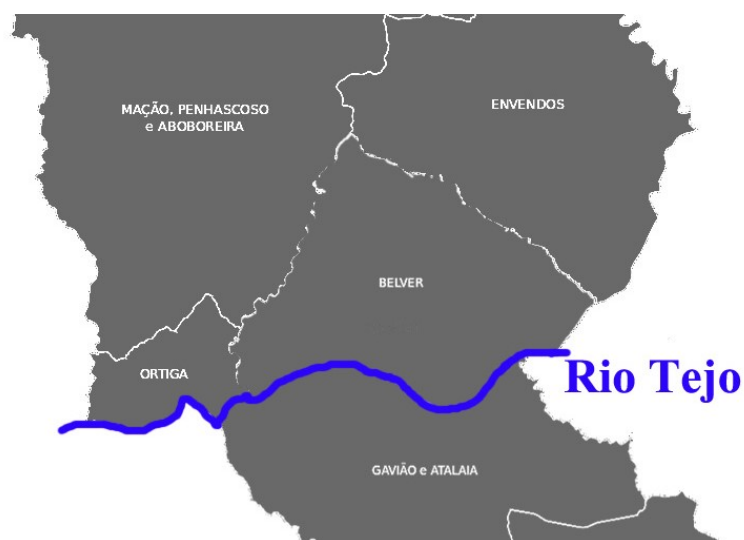 MAÇÃO, PENHASCOSO
e ABOBOREIRA
ENVENDOS
BELVER
ORTIGA
Rio Tejo
GAVIÃO e ATALAIA